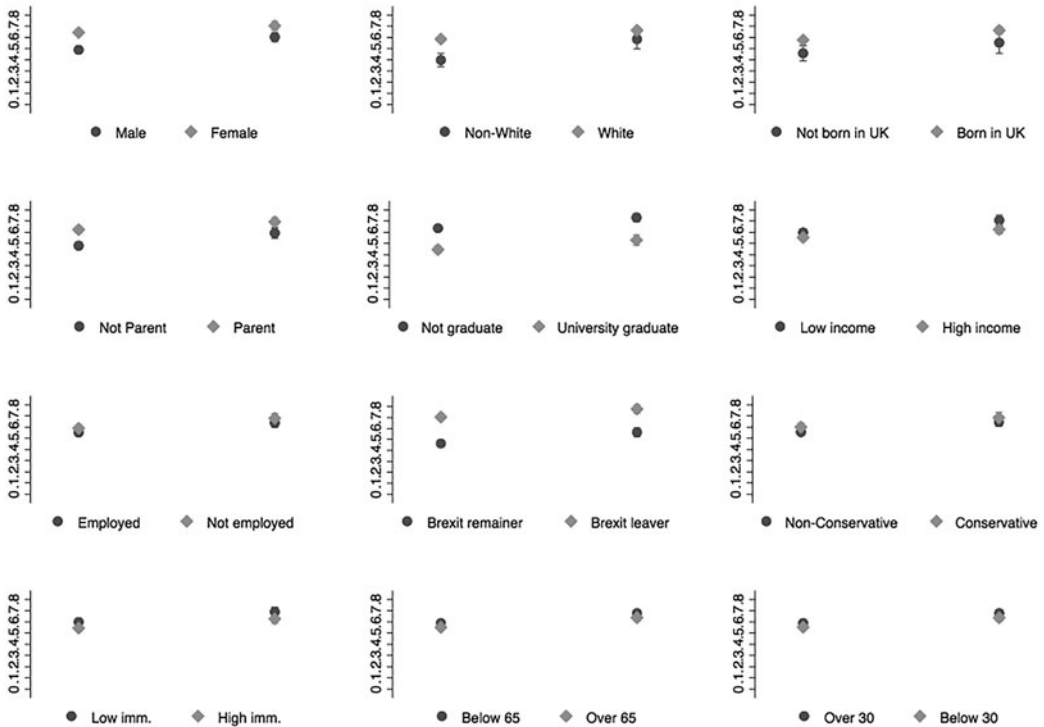 0.1.2.3.4.5.6.7.8
0.1.2.3.4.5.6.7.8
0.1.2.3.4.5.6.7.8
Male Female
Non-White White
Not born in UK Born in UK
0.1.2.3.4.5.6.7.8
0.1.2.3.4.5.6.7.8
0.1.2.3.4.5.6.7.8
Not Parent Parent
Not graduate University graduate
Low income High income
0.1.2.3.4.5.6.7.8
0.1.2.3.4.5.6.7.8
0.1.2.3.4.5.6.7.8
Employed Not employed
Brexit remainer Brexit leaver
Non-Conservative Conservative
0.1.2.3.4.5.6.7.8
0.1.2.3.4.5.6.7.8
0.1.2.3.4.5.6.7.8
Low imm. High imm.
Below 65 Over 65
Over 30 Below 30